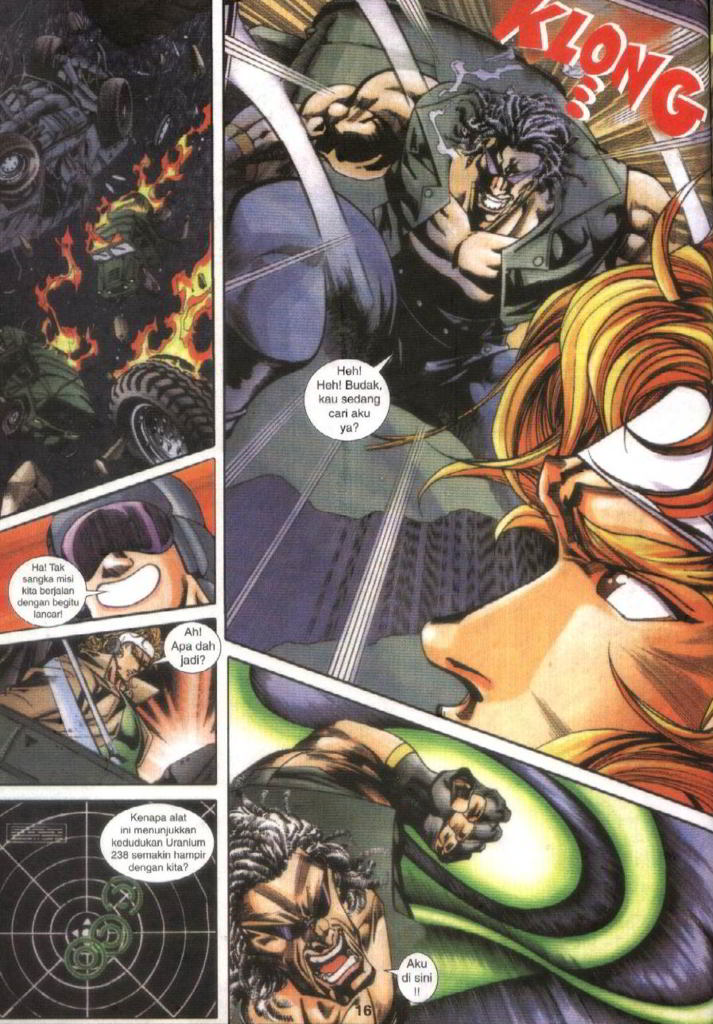 Ha! Tak
sangka misi
kita berjalan
dengan begitu
lancar!
Ah!
Apa dah
jadi?
Kenapa alat
ini menunjukkan
kedudukan Uranium
238 semakin hampir
dengan kita?
KLONG
Heh!
Heh! Budak,
kau sedang
cari aku
ya?
Aku
di sini
!!
16